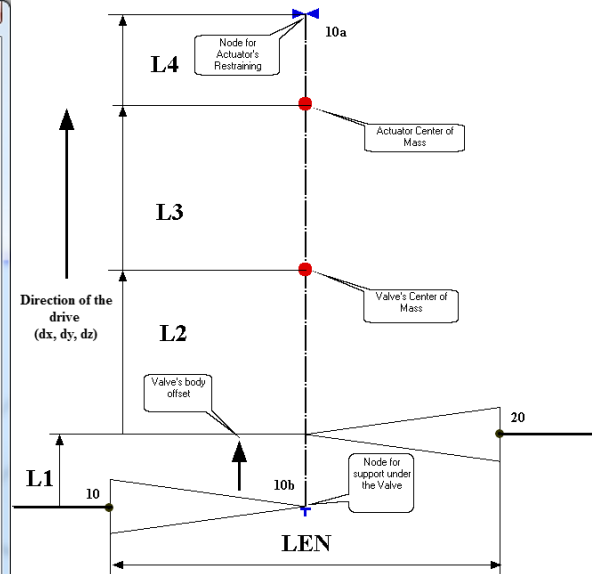 10a
Node for
Actuator's
Restraining
L4
Actuator Center of
Mass
L3
Direction of the
drive
(dx, dy, dz)
Valve's Center of
Mass
L2
Valve's body
offset
20
L1
10
10b
Node for
support under
the Valve
LEN